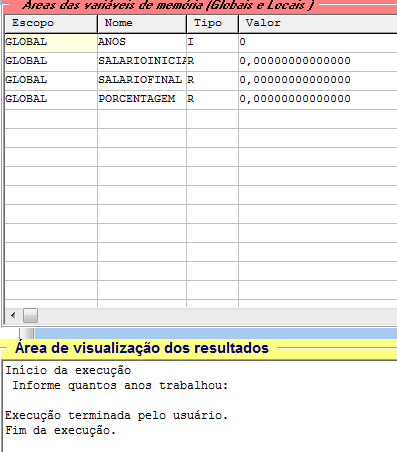 Áreas das variáveis de memória (Globais e Locais )
Escopo Nome Tipo Valor
GLOBAL ANOS I 0
GLOBAL SALARIOINICIA R 0,00000000000000
GLOBAL SALARIOFINAL R 0,00000000000000
GLOBAL PORCENTAGEM R 0,00000000000000
Área de visualização dos resultados
Início da execução
Informe quantos anos trabalhou:
Execução terminada pelo usuário.
Fim da execução.